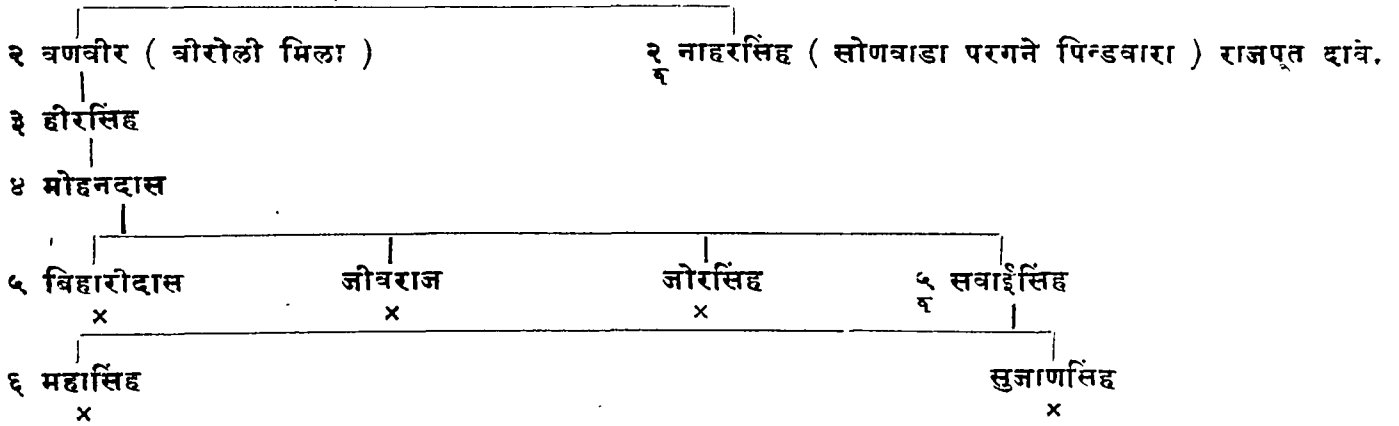 २ वणवीर ( वीरोली मिला ) २ व नाहरसिंह ( सोणवाडा परगने पिन्डवारा ) राजपूत दावे.
३ हीरसिंह
४ मोहनदास
५ बिहारीदास जीवराज जोरसिंह ५ व सवाईसिंह
× × ×
६ महासिंह सुजाणसिंह
× ×